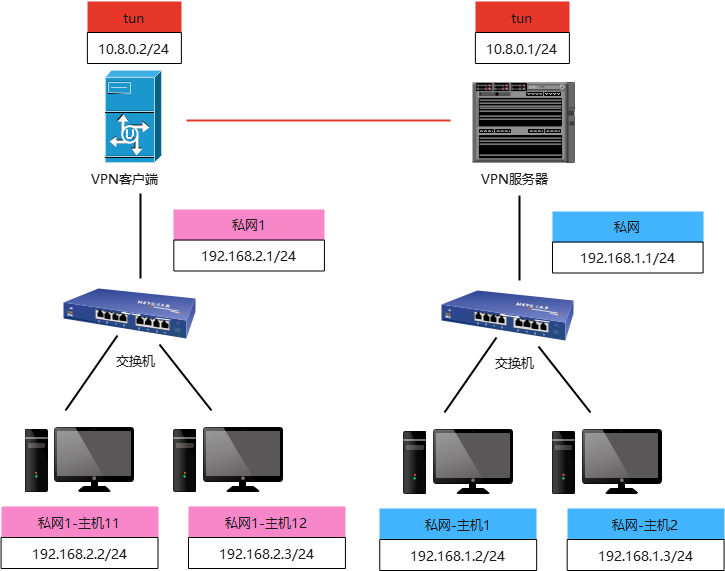 tun
10.8.0.2/24
tun
10.8.0.1/24
VPN客户端
VPN服务器
私网1
192.168.2.1/24
私网
192.168.1.1/24
NETGEAR
NETGEAR
交换机
交换机
私网1-主机11
192.168.2.2/24
私网1-主机12
192.168.2.3/24
私网-主机1
192.168.1.2/24
私网-主机2
192.168.1.3/24